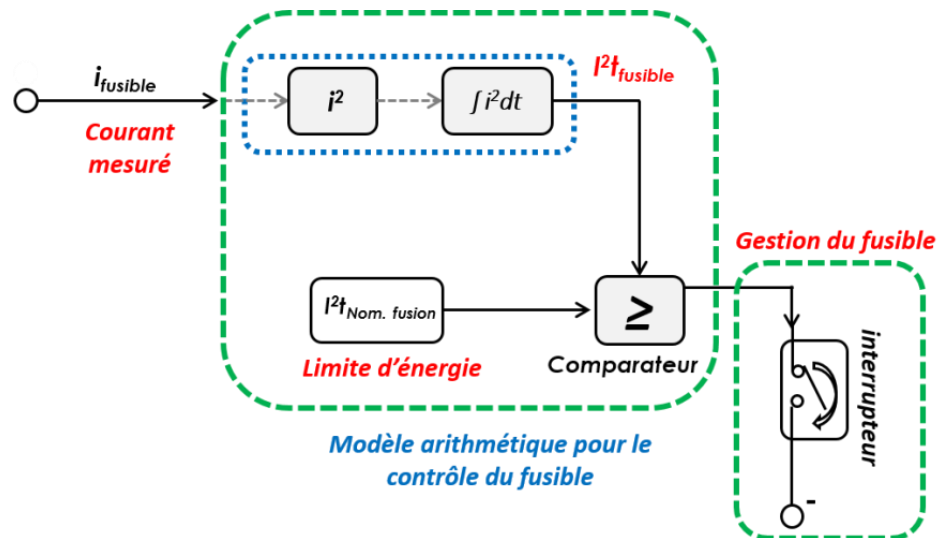 i_fusible
Courant
mesuré
i²
∫ i²dt
I²t_fusible
I²t_Nom. fusion
Limite d'énergie
≥
Comparateur
Modèle arithmétique pour le
contrôle du fusible
Gestion du fusible
interrupteur
-